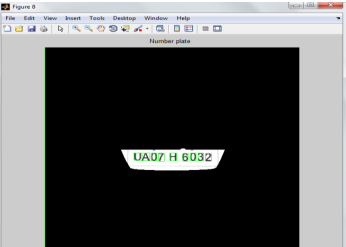 Figure 8
File Edit View Insert Tools Desktop Window Help
Number plate
UA07 H 6032